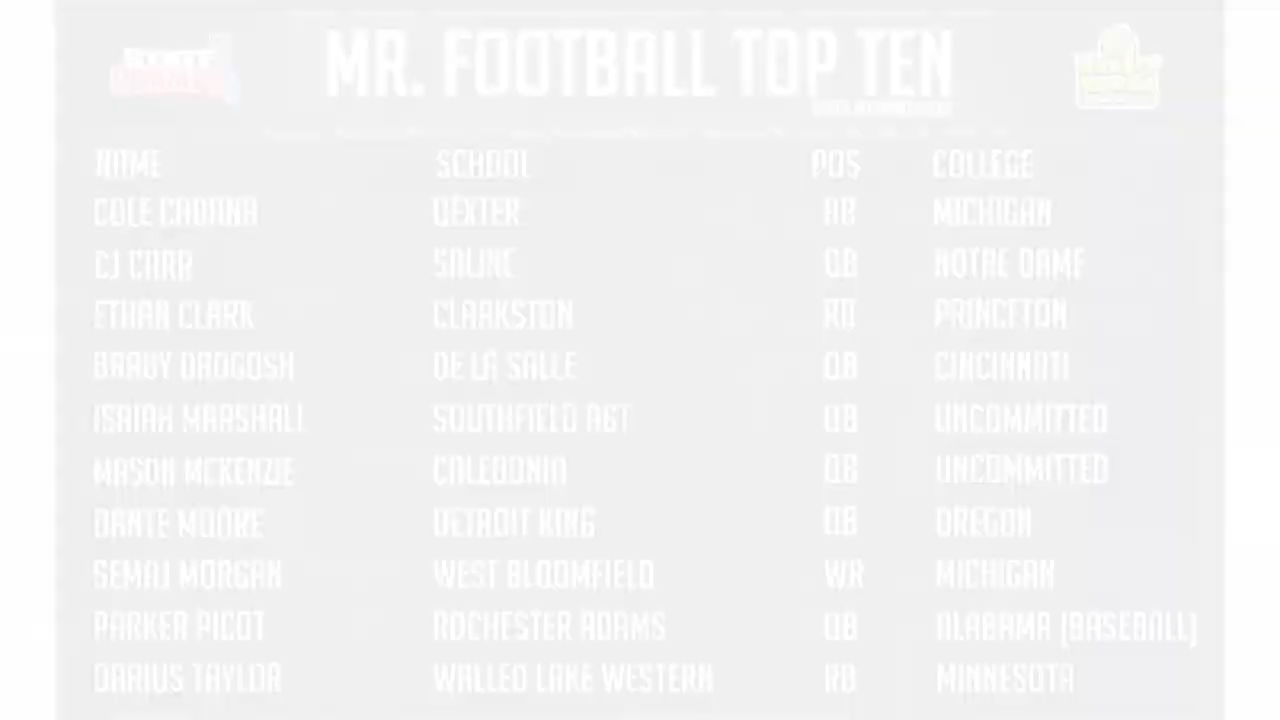 MR. FOOTBALL TOP TEN
NAME SCHOOL POS COLLEGE
COLE CABANA DEXTER RB MICHIGAN
CJ CARR SALINE QB NOTRE DAME
ETHAN CLARK CLARKSTON RB PRINCETON
BRADY DROGOSH DE LA SALLE QB CINCINNATI
ISAIAH MARSHALL SOUTHFIELD A&T QB UNCOMMITTED
MASON MCKENZIE CALEDONIA QB UNCOMMITTED
DANTE MOORE DETROIT KING QB OREGON
SEMAJ MORGAN WEST BLOOMFIELD WR MICHIGAN
PARKER PICOT ROCHESTER ADAMS QB ALABAMA (BASEBALL)
DARIUS TAYLOR WALLED LAKE WESTERN RB MINNESOTA